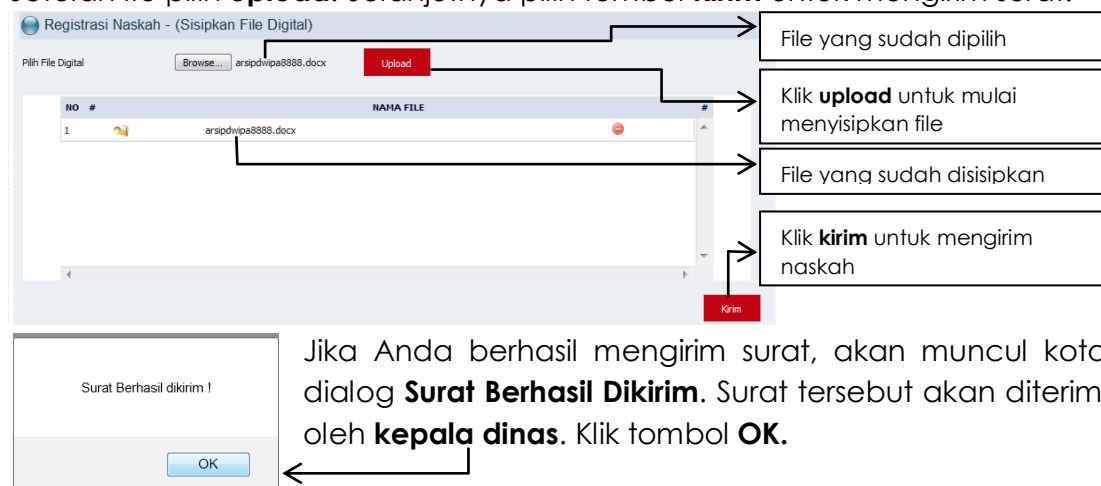 Registrasi Naskah - (Sisipkan File Digital)
Pilih File Digital Browse... arsipdwipa8888.docx Upload
File yang sudah dipilih
NO # NAMA FILE #
1 arsipdwipa8888.docx
Klik upload untuk mulai
menyisipkan file
File yang sudah disisipkan
Klik kirim untuk mengirim
naskah
Kirim
Surat Berhasil dikirim !
OK
Jika Anda berhasil mengirim surat, akan muncul kota
dialog Surat Berhasil Dikirim. Surat tersebut akan diterim
oleh kepala dinas. Klik tombol OK.